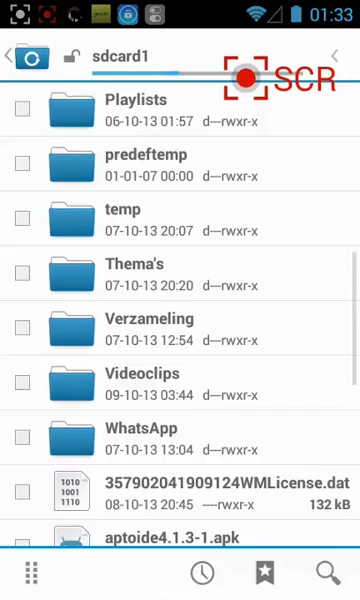 01:33
sdcard1
SCR
Playlists
06-10-13 01:57 d---rwxr-x
predeftemp
01-01-07 00:00 d---rwxr-x
temp
07-10-13 20:07 d---rwxr-x
Thema's
07-10-13 20:20 d---rwxr-x
Verzameling
07-10-13 12:54 d---rwxr-x
Videoclips
09-10-13 03:44 d---rwxr-x
WhatsApp
07-10-13 13:04 d---rwxr-x
1010
1001
1110
357902041909124WMLicense.dat
08-10-13 20:45 ----rwxr-x 132 kB
aptoide4.1.3-1.apk